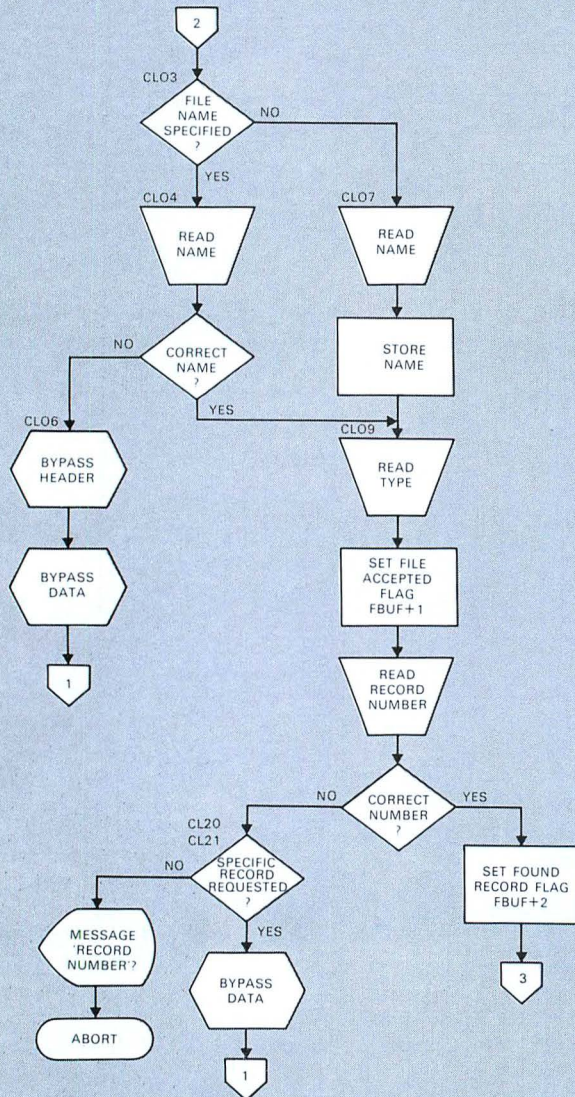 2
CLO3
FILE
NAME
SPECIFIED
?
NO
YES
CLO4
READ
NAME
CLO7
READ
NAME
CORRECT
NAME
?
NO
YES
STORE
NAME
CLO6
BYPASS
HEADER
CLO9
READ
TYPE
BYPASS
DATA
SET FILE
ACCEPTED
FLAG
FBUF+1
1
READ
RECORD
NUMBER
CORRECT
NUMBER
?
NO
YES
CL20
CL21
SPECIFIC
RECORD
REQUESTED
?
NO
YES
SET FOUND
RECORD FLAG
FBUF+2
MESSAGE
'RECORD
NUMBER'?
BYPASS
DATA
3
ABORT
1